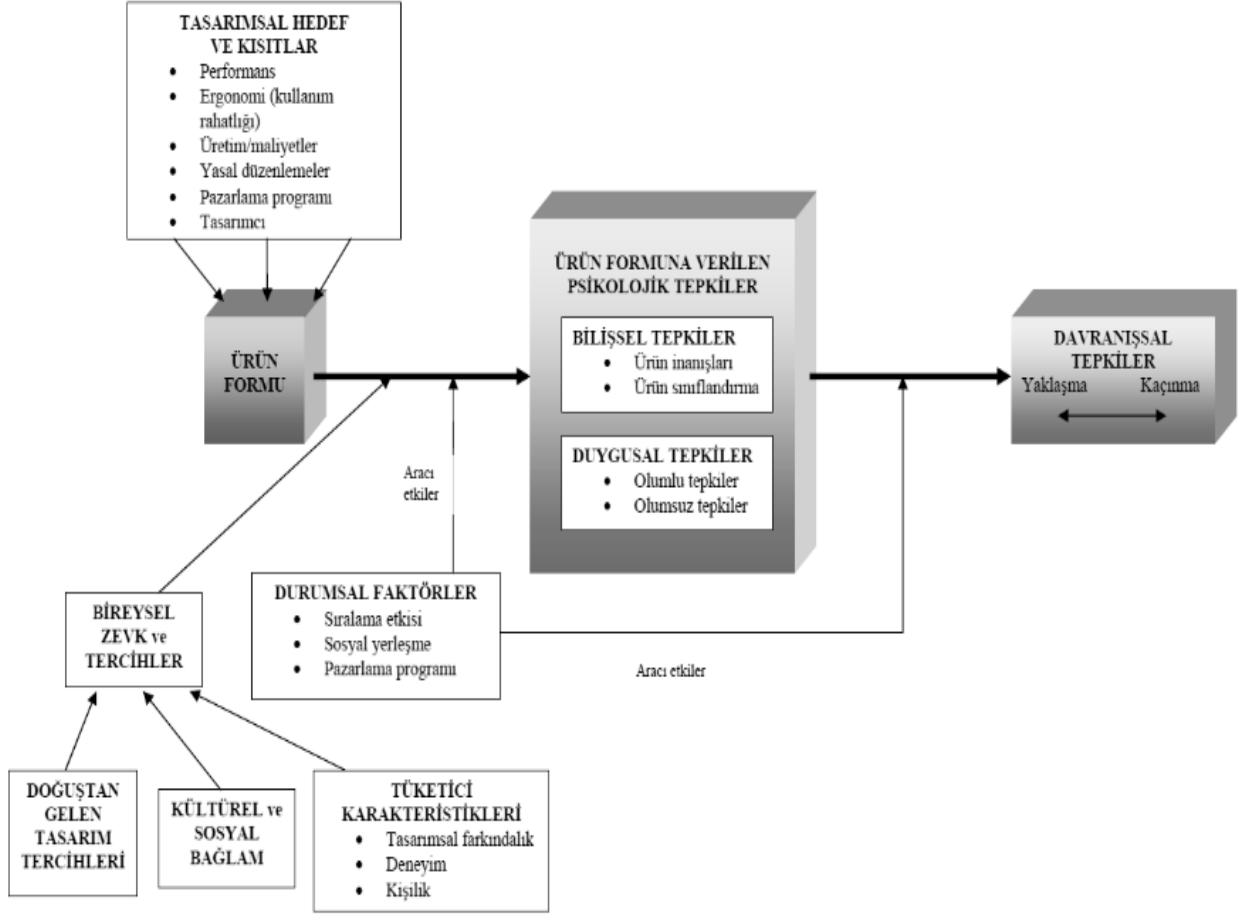 TASARIMSAL HEDEF
VE KISITLAR
• Performans
• Ergonomi (kullanım
rahatlığı)
• Üretim/maliyetler
• Yasal düzenlemeler
• Pazarlama programı
• Tasarımcı
ÜRÜN
FORMU
ÜRÜN FORMUNA VERİLEN
PSİKOLOJİK TEPKİLER
BİLİŞSEL TEPKİLER
• Ürün inanışları
• Ürün sınıflandırma
DUYGUSAL TEPKİLER
• Olumlu tepkiler
• Olumsuz tepkiler
DAVRANIŞSAL
TEPKİLER
Yaklaşma Kaçınma
Aracı
etkiler
DURUMSAL FAKTÖRLER
• Sıralama etkisi
• Sosyal yerleşme
• Pazarlama programı
Aracı etkiler
BİREYSEL
ZEVK ve
TERCİHLER
DOĞUŞTAN
GELEN
TASARIM
TERCİHLERİ
KÜLTÜREL ve
SOSYAL
BAĞLAM
TÜKETİCİ
KARAKTERİSTİKLERİ
• Tasarımsal farkındalık
• Deneyim
• Kişilik